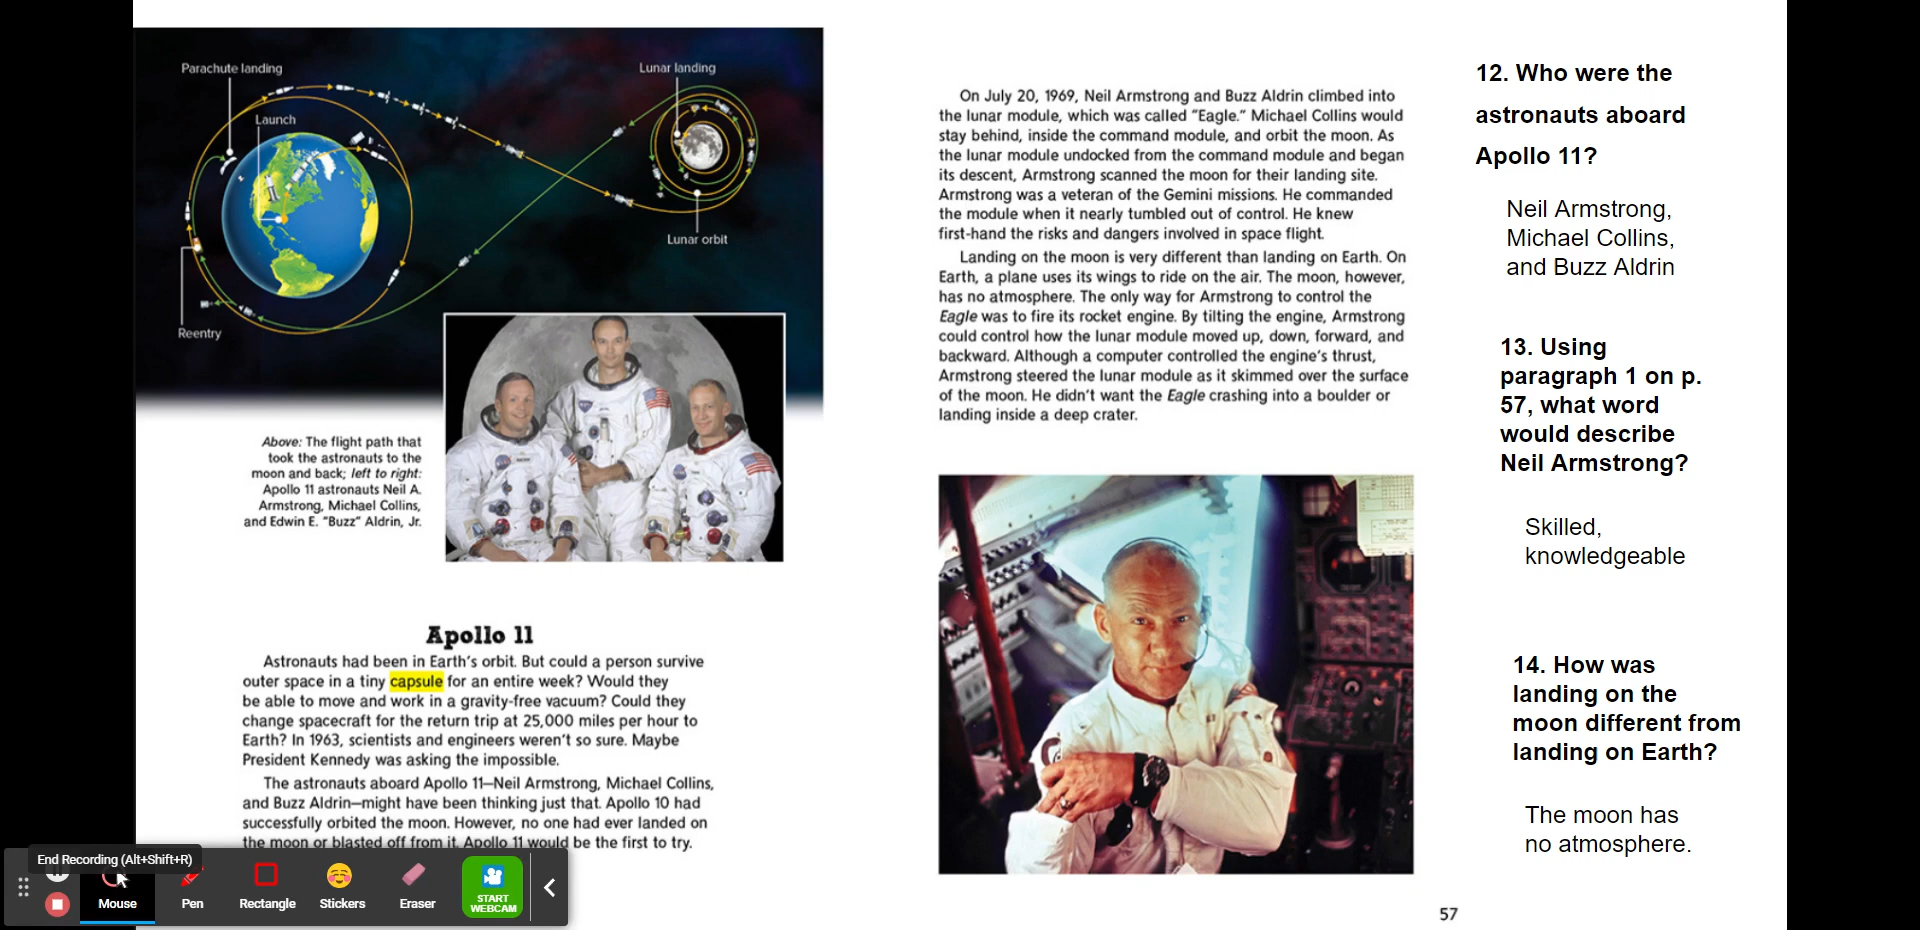 Parachute landing
Launch
Reentry
Lunar landing
Lunar orbit
Above: The flight path that
took the astronauts to the
moon and back; left to right:
Apollo 11 astronauts Neil A.
Armstrong, Michael Collins,
and Edwin E. "Buzz" Aldrin, Jr.
Apollo 11
Astronauts had been in Earth's orbit. But could a person survive
outer space in a tiny capsule for an entire week? Would they
be able to move and work in a gravity-free vacuum? Could they
change spacecraft for the return trip at 25,000 miles per hour to
Earth? In 1963, scientists and engineers weren't so sure. Maybe
President Kennedy was asking the impossible.
The astronauts aboard Apollo 11—Neil Armstrong, Michael Collins,
and Buzz Aldrin—might have been thinking just that. Apollo 10 had
successfully orbited the moon. However, no one had ever landed on
the moon or blasted off from it. Apollo 11 would be the first to try.
On July 20, 1969, Neil Armstrong and Buzz Aldrin climbed into
the lunar module, which was called "Eagle." Michael Collins would
stay behind, inside the command module, and orbit the moon. As
the lunar module undocked from the command module and began
its descent, Armstrong scanned the moon for their landing site.
Armstrong was a veteran of the Gemini missions. He commanded
the module when it nearly tumbled out of control. He knew
first-hand the risks and dangers involved in space flight.
Landing on the moon is very different than landing on Earth. On
Earth, a plane uses its wings to ride on the air. The moon, however,
has no atmosphere. The only way for Armstrong to control the
Eagle was to fire its rocket engine. By tilting the engine, Armstrong
could control how the lunar module moved up, down, forward, and
backward. Although a computer controlled the engine's thrust,
Armstrong steered the lunar module as it skimmed over the surface
of the moon. He didn't want the Eagle crashing into a boulder or
landing inside a deep crater.
57
12. Who were the
astronauts aboard
Apollo 11?
Neil Armstrong,
Michael Collins,
and Buzz Aldrin
13. Using
paragraph 1 on p.
57, what word
would describe
Neil Armstrong?
Skilled,
knowledgeable
14. How was
landing on the
moon different from
landing on Earth?
The moon has
no atmosphere.
End Recording (Alt+Shift+R)
Mouse
Pen
Rectangle
Stickers
Eraser
START
WEBCAM